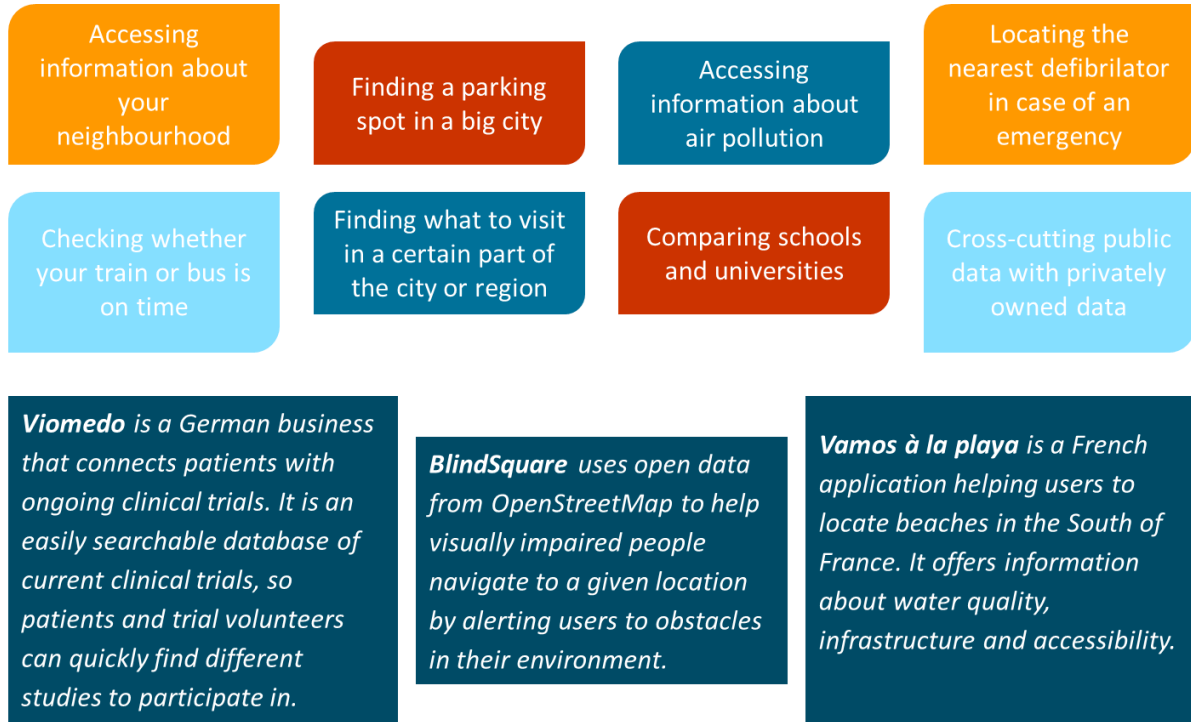 Accessing
information about
your
neighbourhood
Finding a parking
spot in a big city
Accessing
information about
air pollution
Locating the
nearest defibrilator
in case of an
emergency
Checking whether
your train or bus is
on time
Finding what to visit
in a certain part of
the city or region
Comparing schools
and universities
Cross-cutting public
data with privately
owned data
Viomedo is a German business
that connects patients with
ongoing clinical trials. It is an
easily searchable database of
current clinical trials, so
patients and trial volunteers
can quickly find different
studies to participate in.
BlindSquare uses open data
from OpenStreetMap to help
visually impaired people
navigate to a given location
by alerting users to obstacles
in their environment.
Vamos à la playa is a French
application helping users to
locate beaches in the South of
France. It offers information
about water quality,
infrastructure and accessibility.